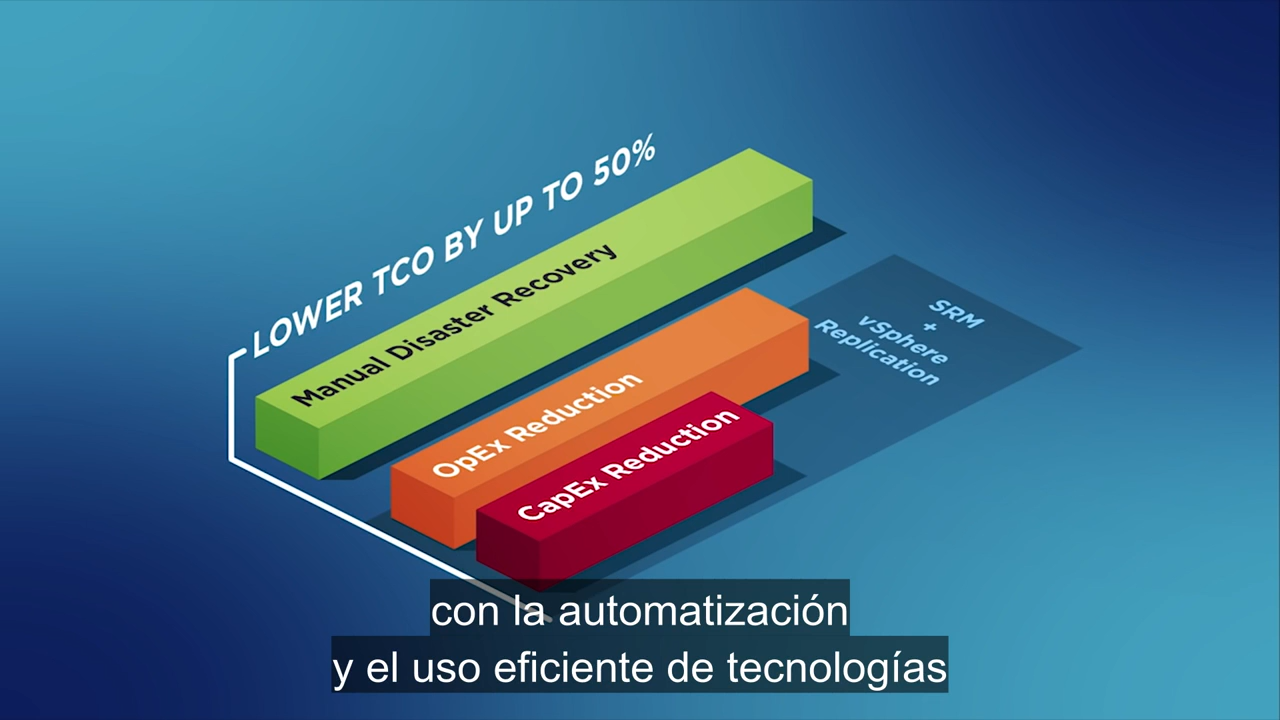 LOWER TCO BY UP TO 50%
Manual Disaster Recovery
OpEx Reduction
CapEx Reduction
SRM
+
vSphere
Replication
con la automatización
y el uso eficiente de tecnologías